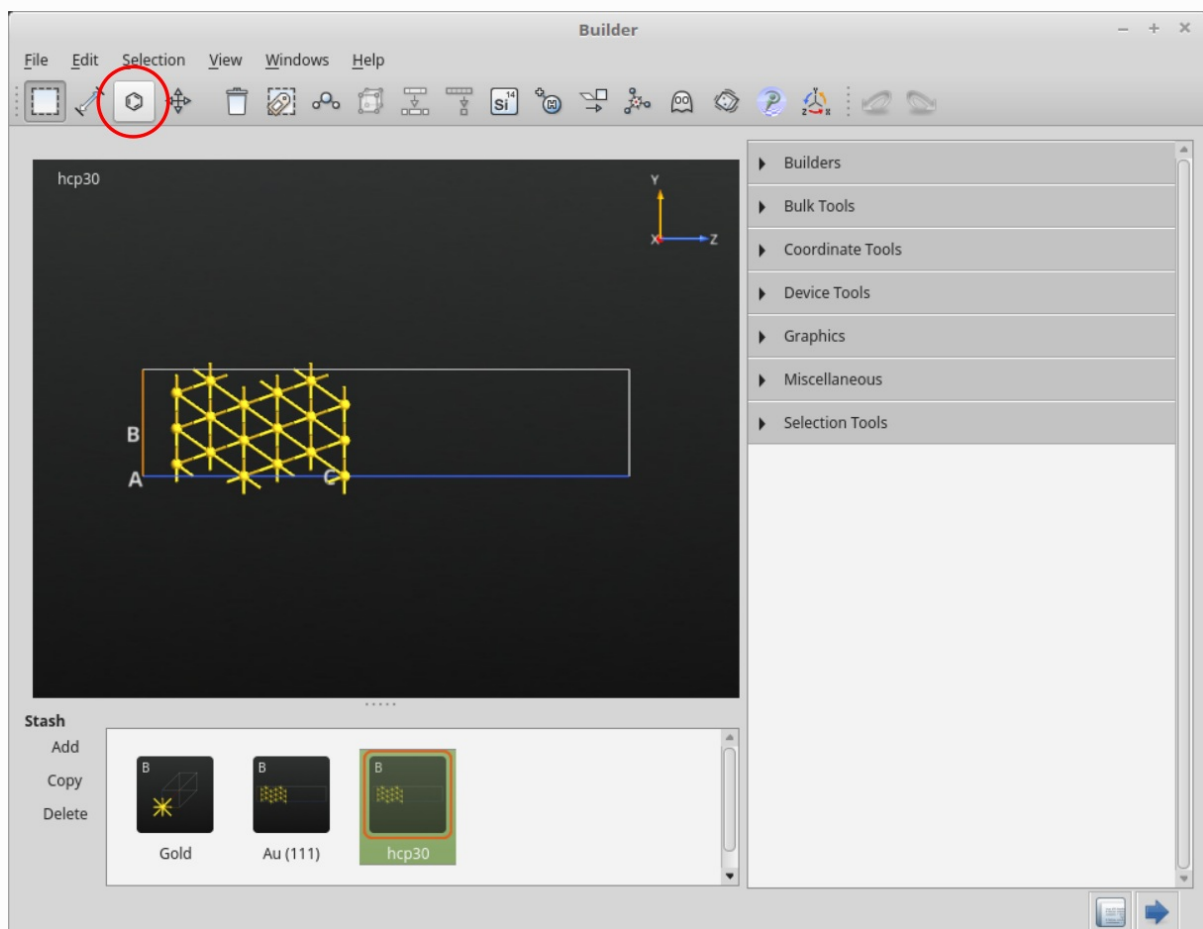 Builder
File Edit Selection View Windows Help
Si 14
hcp30
Y
X Z
B
A C
Builders
Bulk Tools
Coordinate Tools
Device Tools
Graphics
Miscellaneous
Selection Tools
Stash
Add
Copy
Delete
B B B
Gold Au (111) hcp30